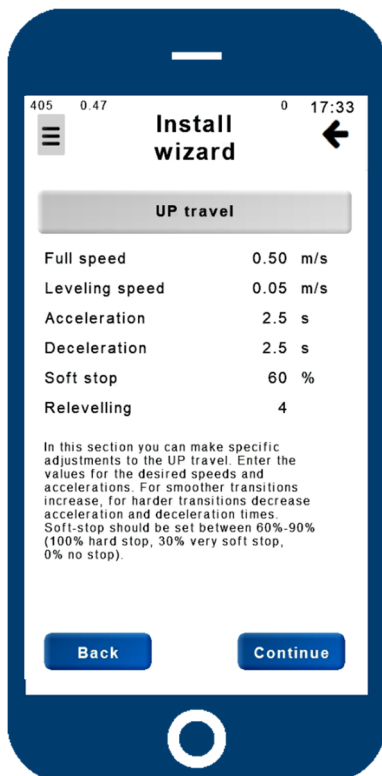 405 0.47 0 17:33
Install
wizard
UP travel
Full speed 0.50 m/s
Leveling speed 0.05 m/s
Acceleration 2.5 s
Deceleration 2.5 s
Soft stop 60 %
Relevelling 4
In this section you can make specific
adjustments to the UP travel. Enter the
values for the desired speeds and
accelerations. For smoother transitions
increase, for harder transitions decrease
acceleration and deceleration times.
Soft-stop should be set between 60%-90%
(100% hard stop, 30% very soft stop,
0% no stop).
Back Continue